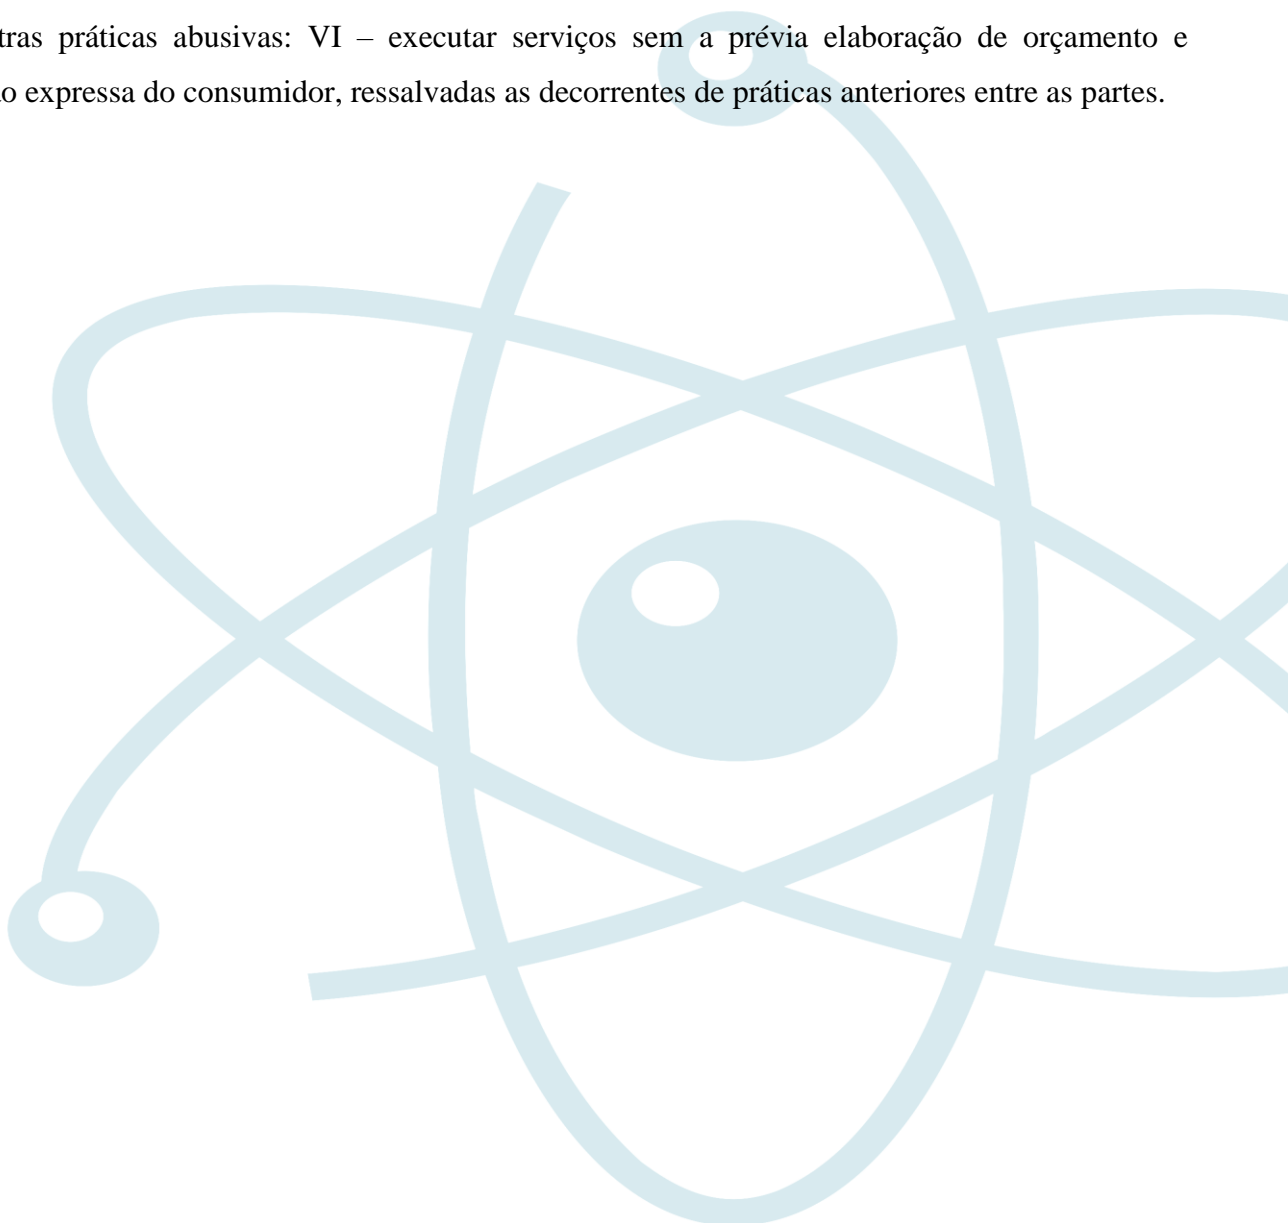 tras práticas abusivas: VI – executar serviços sem a prévia elaboração de orçamento e
o expressa do consumidor, ressalvadas as decorrentes de práticas anteriores entre as partes.